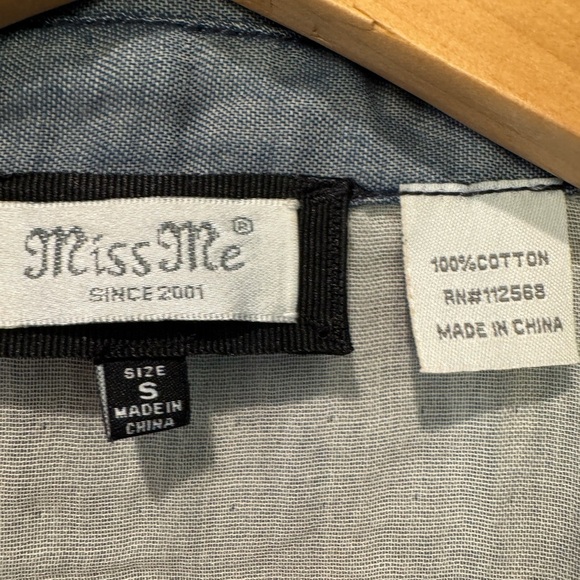 Miss Me®
SINCE 2001
SIZE
S
MADE IN
CHINA
100%COTTON
RN#112568
MADE IN CHINA